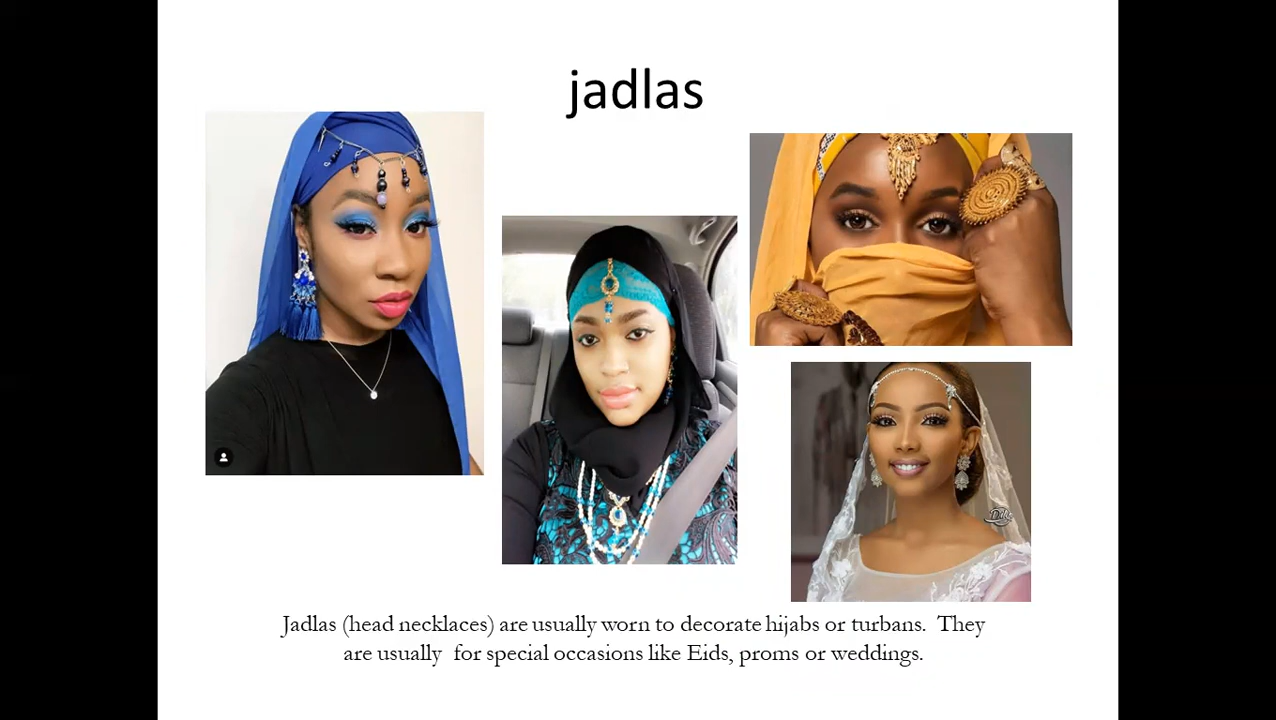 jadlas
Jadlas (head necklaces) are usually worn to decorate hijabs or turbans.  They
are usually  for special occasions like Eids, proms or weddings.